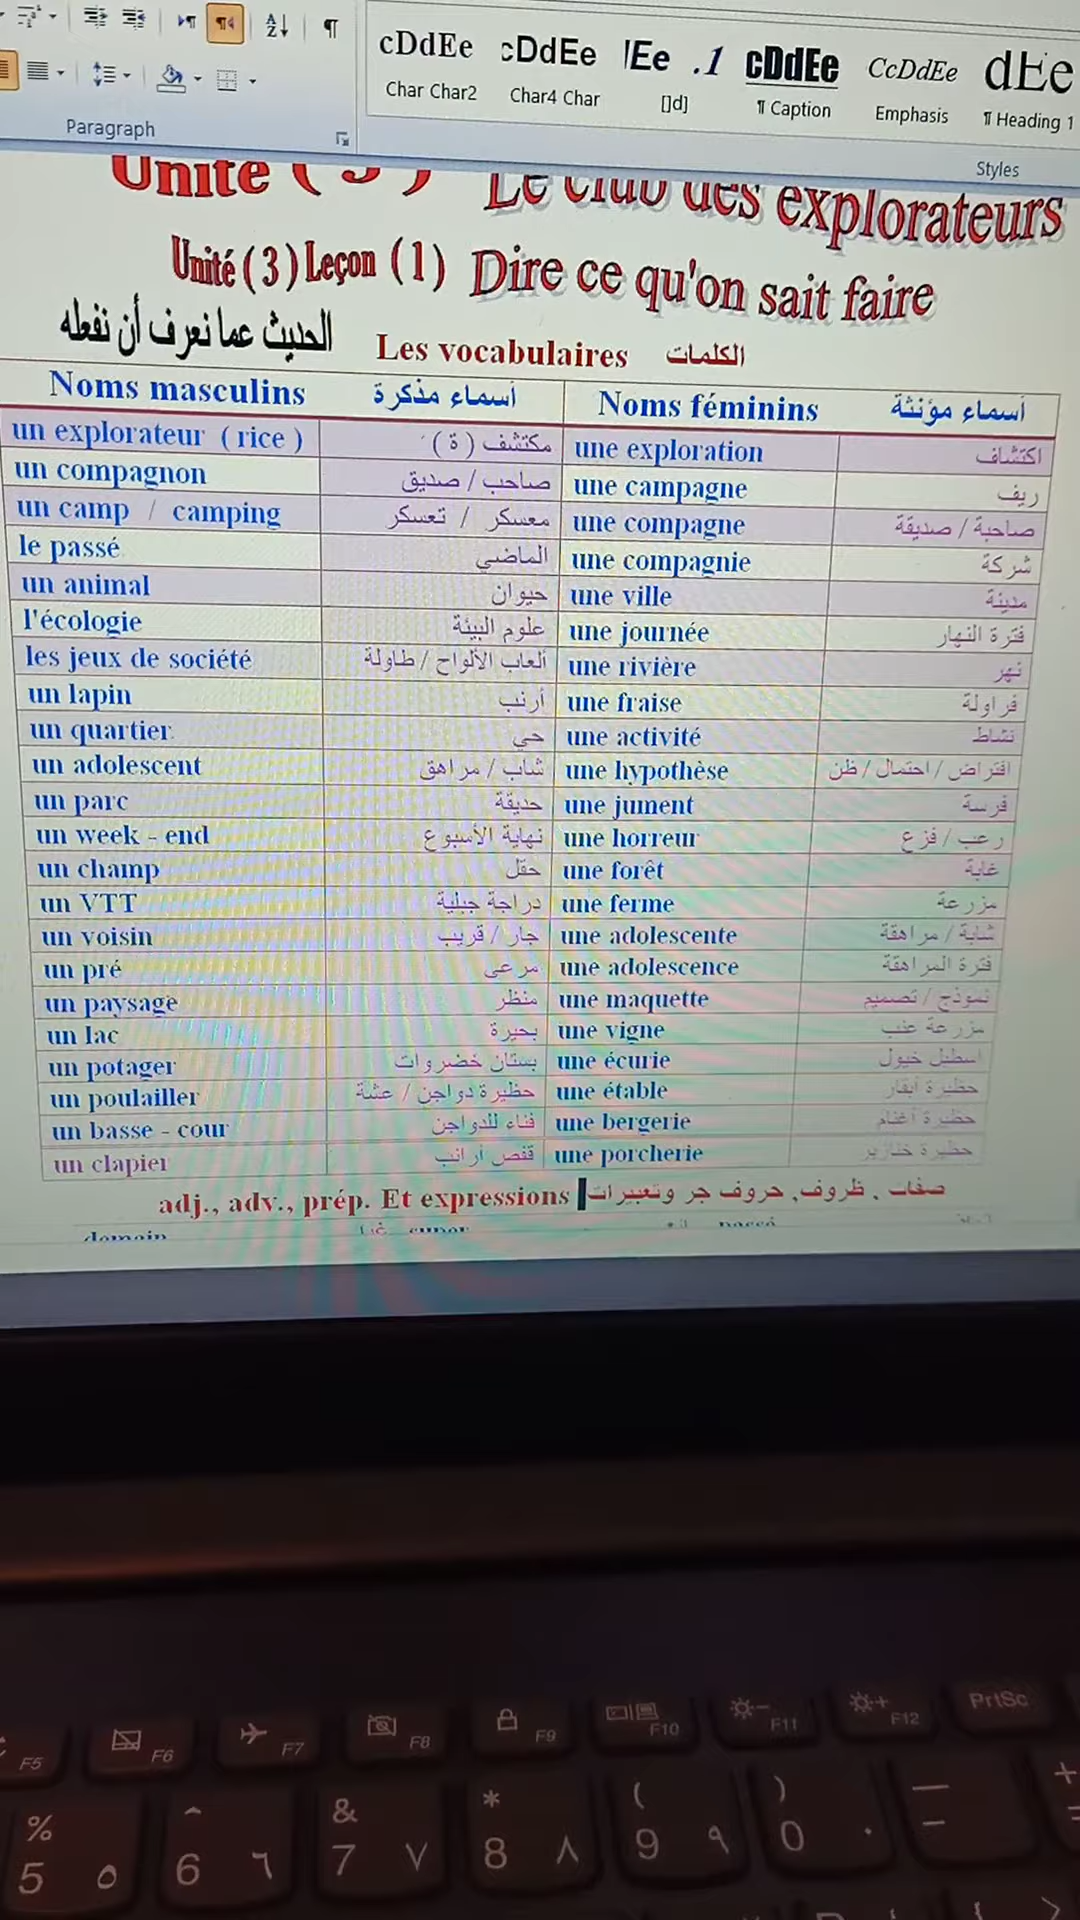 cDdEe cDdEe lEe .1 cDdEe CcDdEe dEe
Char Char2 Char4 Char []d] ¶ Caption Emphasis ¶ Heading 1
Paragraph
Styles
Unité ( 3 ) Le club des explorateurs
Unité ( 3 ) Leçon (1) Dire ce qu'on sait faire
الحديث عما نعرف أن نفعله Les vocabulaires الكلمات
Noms masculins أسماء مذكرة Noms féminins أسماء مؤنثة
un explorateur ( rice ) مكتشف ( ة ) une exploration اكتشاف
un compagnon صاحب / صديق une campagne ريف
un camp / camping معسكر / تعسكر une compagne صاحبة / صديقة
le passé الماضي une compagnie شركة
un animal حيوان une ville مدينة
l'écologie علوم البيئة une journée فترة النهار
les jeux de société ألعاب الألواح / طاولة une rivière نهر
un lapin أرنب une fraise فراولة
un quartier حي une activité نشاط
un adolescent شاب / مراهق une hypothèse افتراض / احتمال / ظن
un parc حديقة une jument فرسة
un week - end نهاية الأسبوع une horreur رعب / فزع
un champ حقل une forêt غابة
un VTT دراجة جبلية une ferme مزرعة
un voisin جار / قريب une adolescente شابة / مراهقة
un pré مرعى une adolescence فترة المراهقة
un paysage منظر une maquette نموذج / تصميم
un lac بحيرة une vigne مزرعة عنب
un potager بستان خضروات une écurie اسطبل خيول
un poulailler حظيرة دواجن / عشة une étable حظيرة أبقار
un basse - cour فناء للدواجن une bergerie حظيرة أغنام
un clapier قفص أرانب une porcherie حظيرة خنازير
adj., adv., prép. Et expressions صفات , ظروف, حروف جر وتعبيرات
demain
F5 F6 F7 F8 F9 F10 F11 F12 PrtSc
% ^ & * ( ) — +
5 ٥ 6 ٦ 7 ٧ 8 ٨ 9 ٩ 0 ٠ - =